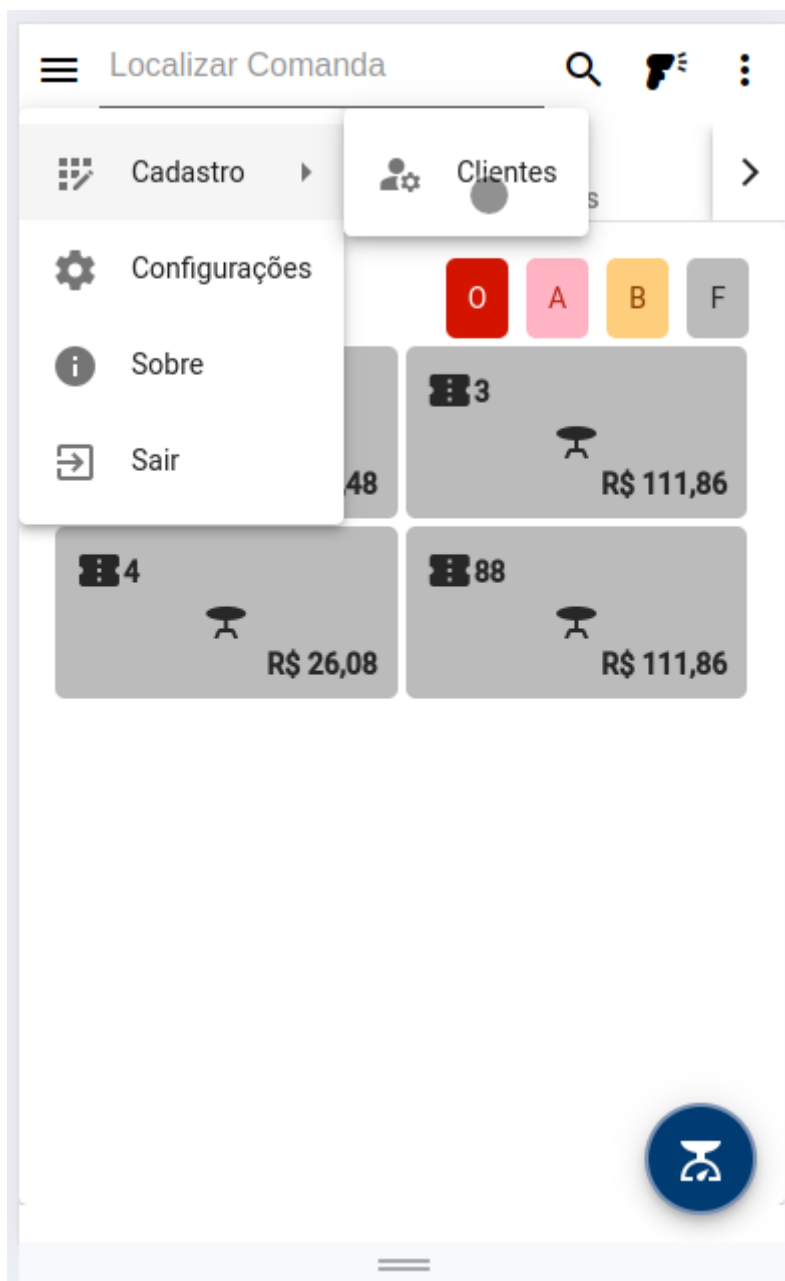 Localizar Comanda
Cadastro
Clientes
s
Configurações
O A B F
Sobre
3
Sair
,48
R$ 111,86
4
88
R$ 26,08
R$ 111,86